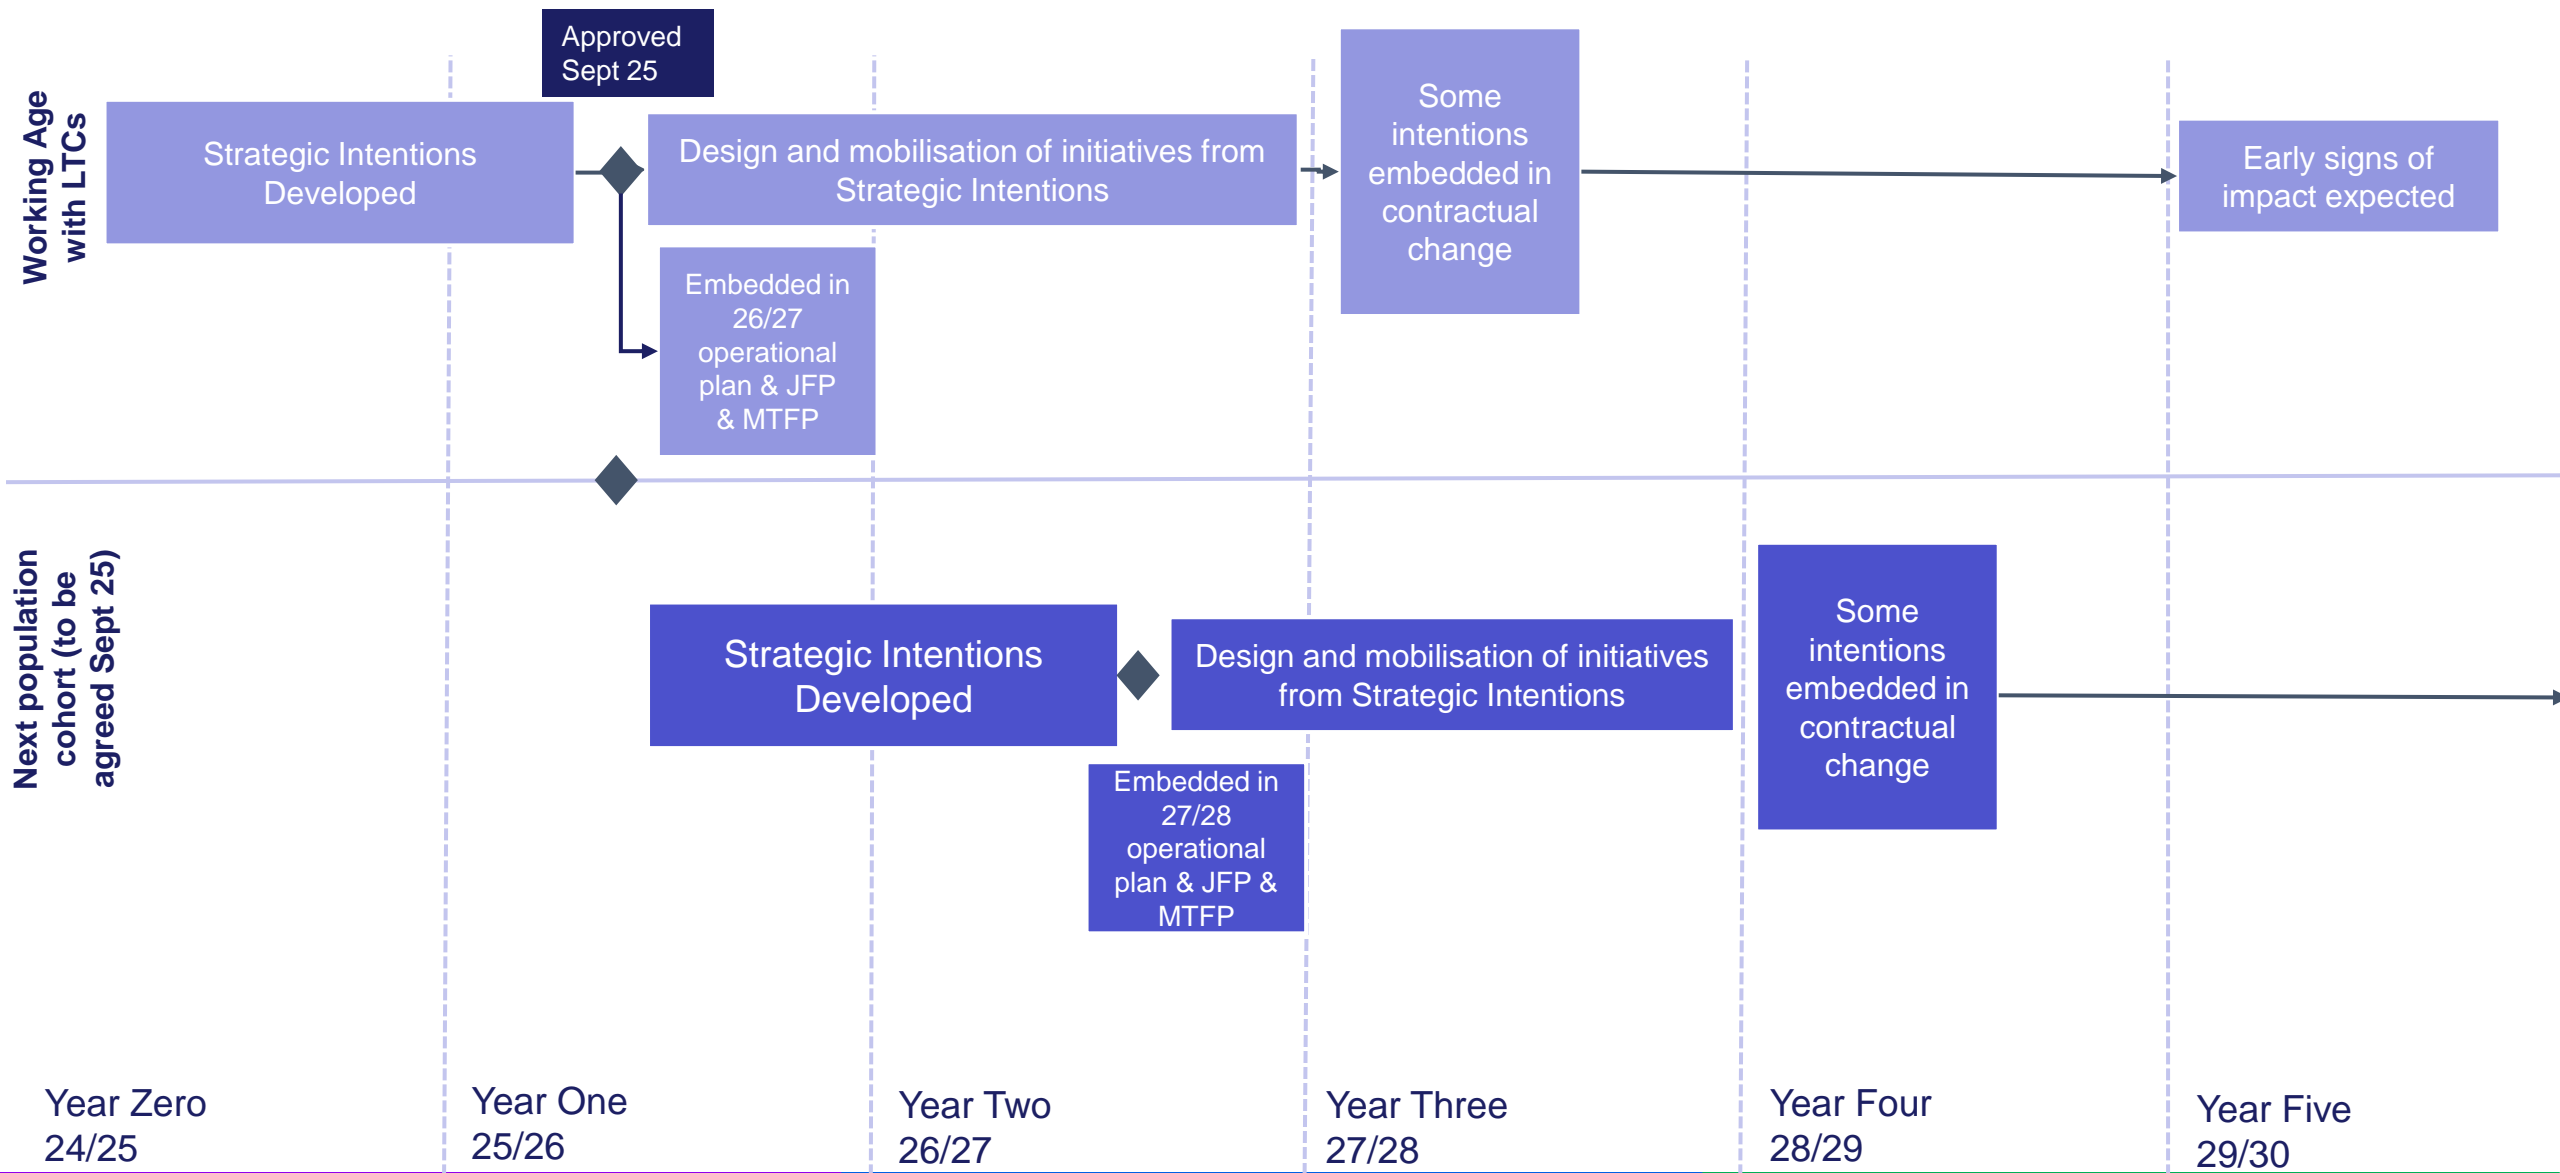 Approved
Sept 25
Working Age
with LTCs
Strategic Intentions
Developed
Design and mobilisation of initiatives from
Strategic Intentions
Some
intentions
embedded in
contractual
change
Early signs of
impact expected
Embedded in
26/27
operational
plan & JFP
& MTFP
Next population
cohort (to be
agreed Sept 25)
Strategic Intentions
Developed
Design and mobilisation of initiatives
from Strategic Intentions
Some
intentions
embedded in
contractual
change
Embedded in
27/28
operational
plan & JFP &
MTFP
Year Zero
24/25
Year One
25/26
Year Two
26/27
Year Three
27/28
Year Four
28/29
Year Five
29/30